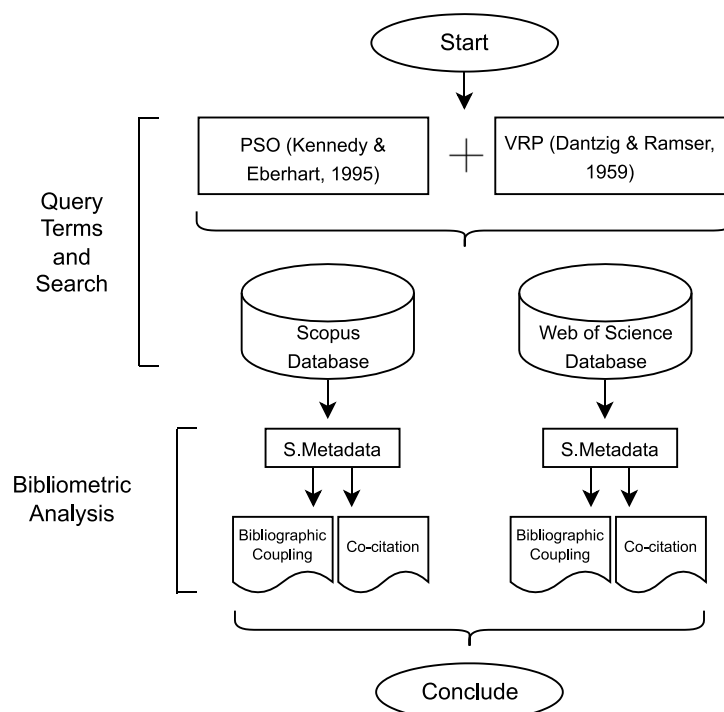 Start
PSO (Kennedy &
Eberhart, 1995)
+
VRP (Dantzig & Ramser,
1959)
Query
Terms
and
Search
Scopus
Database
Web of Science
Database
S.Metadata
S.Metadata
Bibliometric
Analysis
Bibliographic
Coupling
Co-citation
Bibliographic
Coupling
Co-citation
Conclude